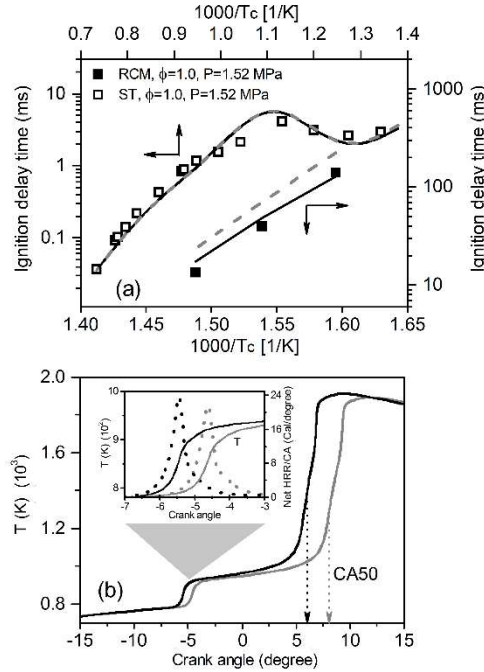 1000/Tc [1/K]
0.7 0.8 0.9 1.0 1.1 1.2 1.3 1.4
RCM, ϕ=1.0, P=1.52 MPa
ST, ϕ=1.0, P=1.52 MPa
Ignition delay time (ms)
10
1
0.1
Ignition delay time (ms)
1000
100
10
(a)
1.40 1.45 1.50 1.55 1.60 1.65
1000/Tc [1/K]
T (K) (10³)
2.0
1.6
1.2
0.8
T (K) (10²)
10
9
8
T
Net HRR/CA (Cal/degree)
24
16
8
0
-7 -6 -5 -4 -3
Crank angle
(b)
CA50
-15 -10 -5 0 5 10 15
Crank angle (degree)